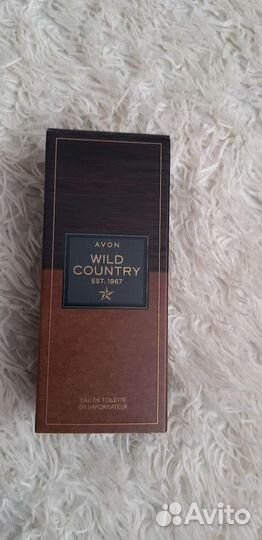 AVON
WILD
COUNTRY
EST. 1967
EAU DE TOILETTE
EN VAPORISATEUR
Avito